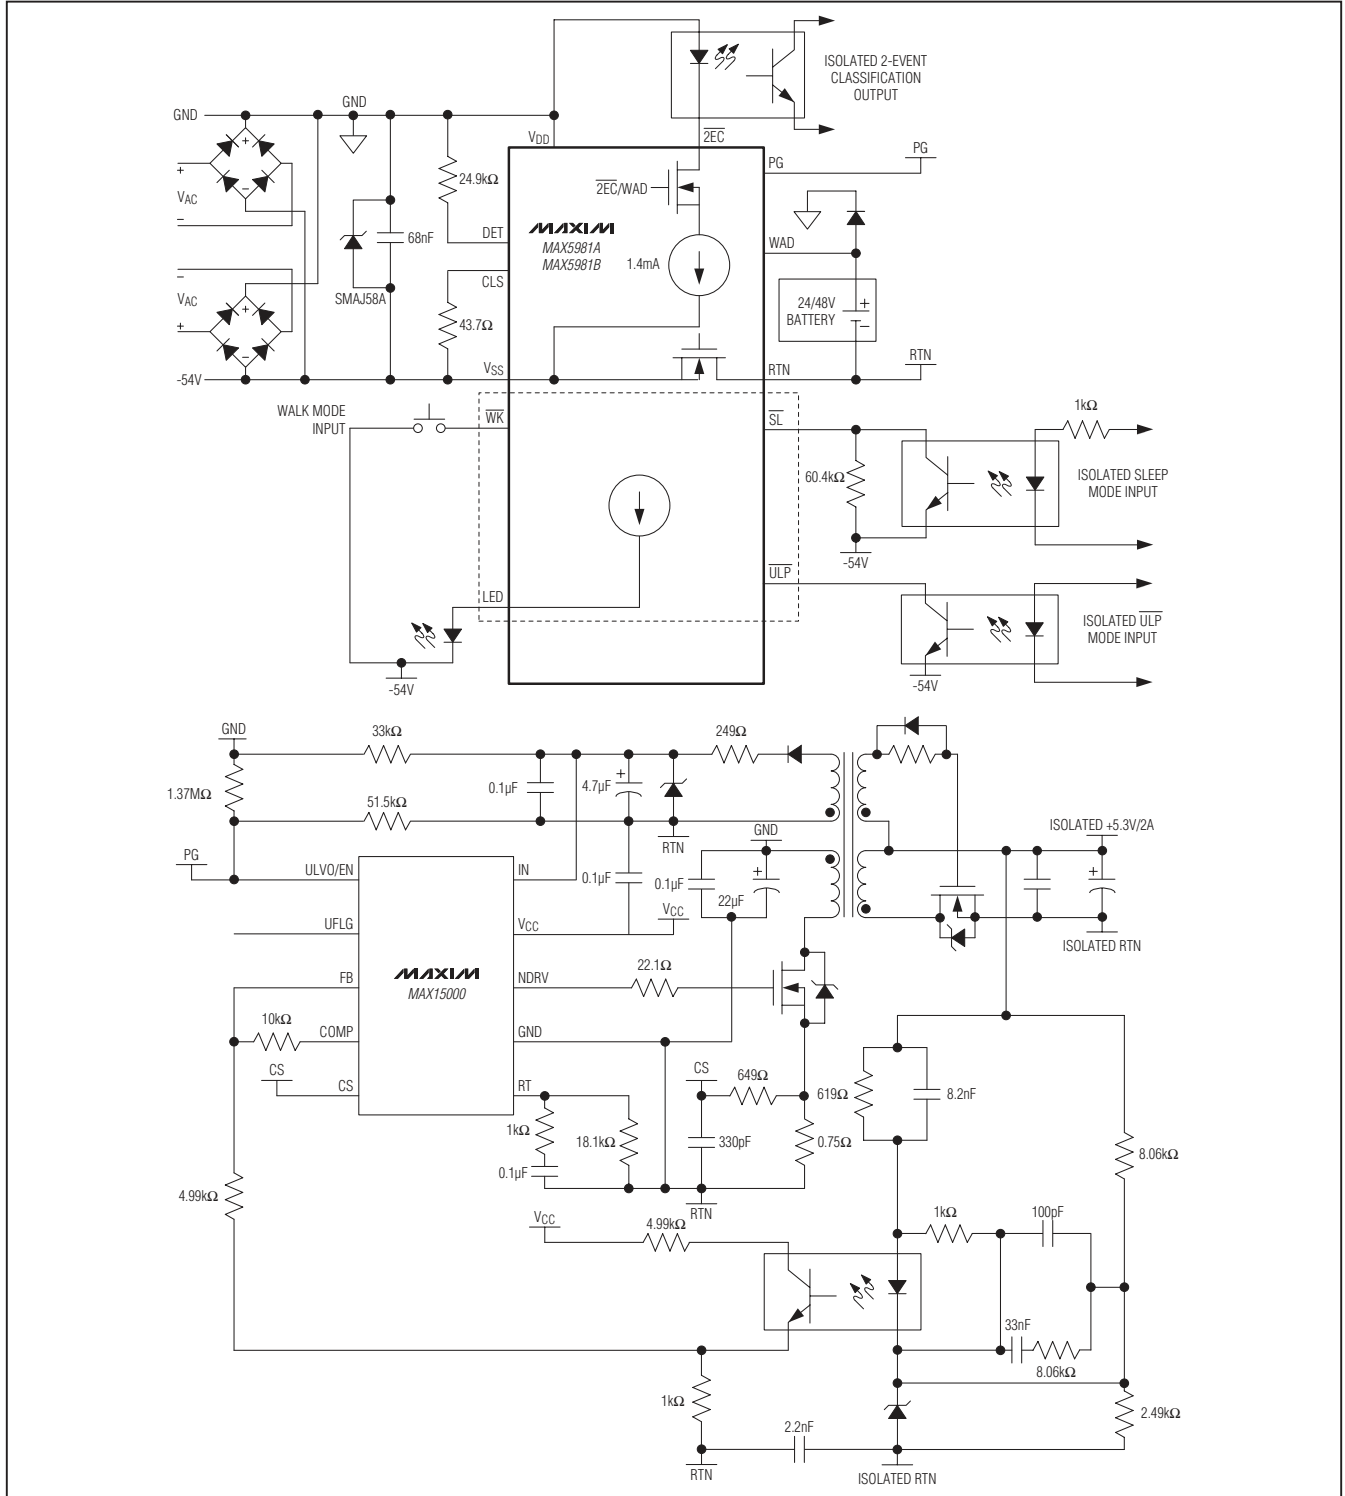 ISOLATED 2-EVENT
CLASSIFICATION
OUTPUT
GND
GND
VDD
2EC
PG
PG
+
24.9kΩ
2EC/WAD
VAC
−
+
−
DET
68nF
MAXIM
MAX5981A
MAX5981B
1.4mA
WAD
−
VAC
+
+
−
SMAJ58A
CLS
43.7Ω
24/48V
BATTERY
+
−
VSS
RTN
RTN
-54V
WALK MODE
INPUT
WK
SL
1kΩ
60.4kΩ
ISOLATED SLEEP
MODE INPUT
-54V
ULP
LED
ISOLATED ULP
MODE INPUT
-54V
-54V
GND
33kΩ
249Ω
1.37MΩ
0.1µF
+
4.7µF
51.5kΩ
RTN
GND
ISOLATED +5.3V/2A
PG
ULVO/EN
IN
0.1µF
0.1µF
+
22µF
+
UFLG
VCC
VCC
ISOLATED RTN
MAXIM
MAX15000
FB
NDRV
22.1Ω
10kΩ
COMP
GND
CS
CS
RT
CS
649Ω
619Ω
8.2nF
1kΩ
18.1kΩ
330pF
0.75Ω
8.06kΩ
0.1µF
4.99kΩ
RTN
VCC
4.99kΩ
1kΩ
100pF
33nF
8.06kΩ
1kΩ
2.2nF
2.49kΩ
RTN
ISOLATED RTN